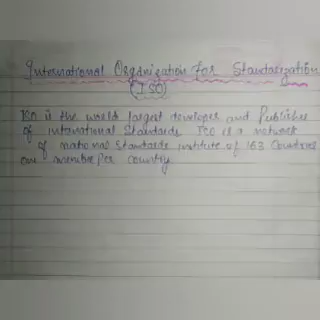 International Organization For Standarization
(ISO)
ISO is the world largest developer and Publisher
of international Standards ISO is a network
of national Standards institute of 163 Countries
one member per country